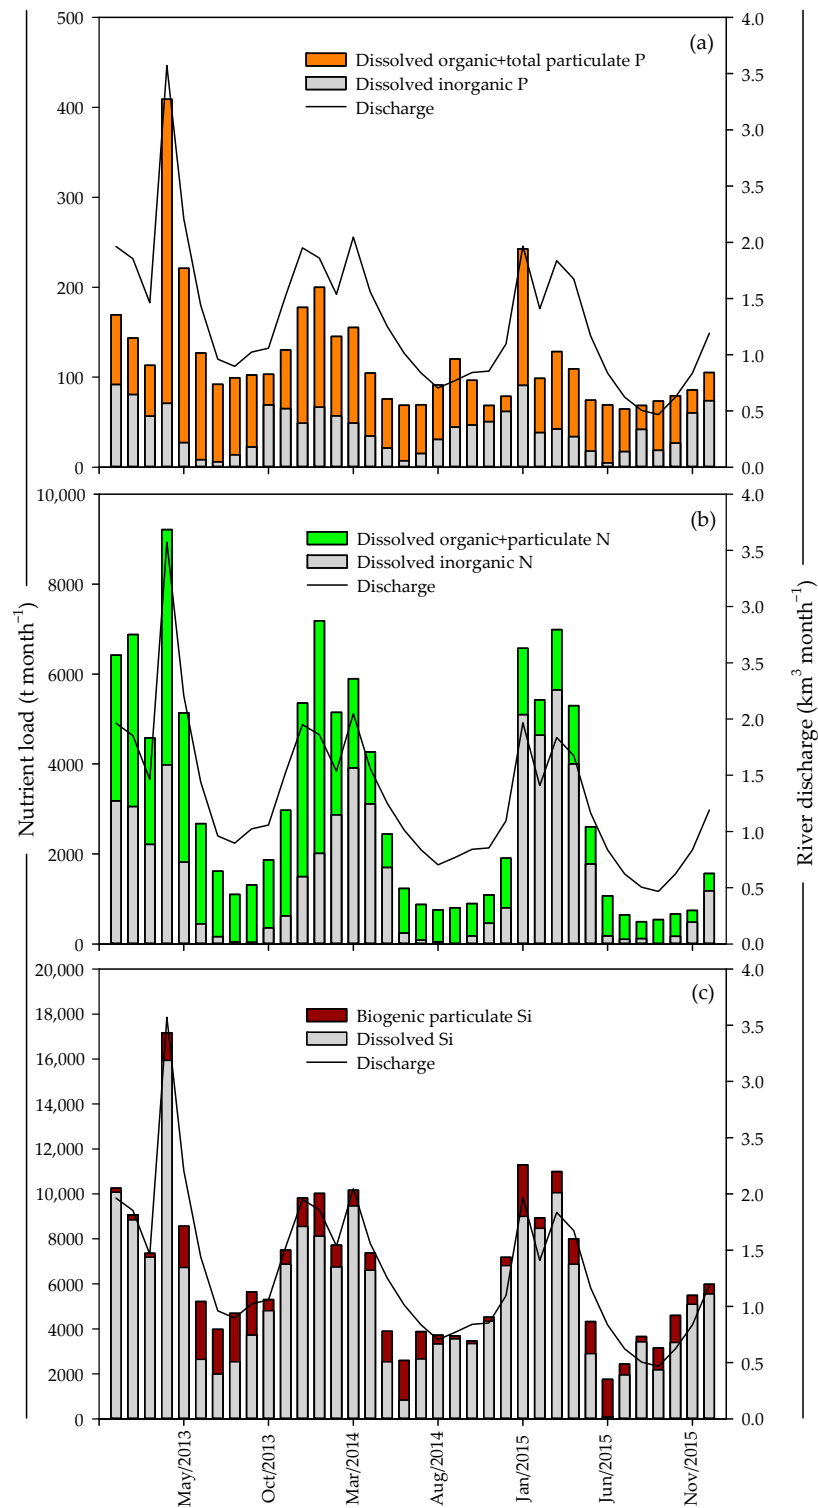 500
400
300
200
100
0
4.0
3.5
3.0
2.5
2.0
1.5
1.0
0.5
0.0
(a)
Dissolved organic+total particulate P
Dissolved inorganic P
Discharge
10,000
8000
6000
4000
2000
0
4.0
3.5
3.0
2.5
2.0
1.5
1.0
0.5
0.0
(b)
Dissolved organic+particulate N
Dissolved inorganic N
Discharge
Nutrient load (t month⁻¹)
River discharge (km³ month⁻¹)
20,000
18,000
16,000
14,000
12,000
10,000
8000
6000
4000
2000
0
4.0
3.5
3.0
2.5
2.0
1.5
1.0
0.5
0.0
(c)
Biogenic particulate Si
Dissolved Si
Discharge
May/2013
Oct/2013
Mar/2014
Aug/2014
Jan/2015
Jun/2015
Nov/2015